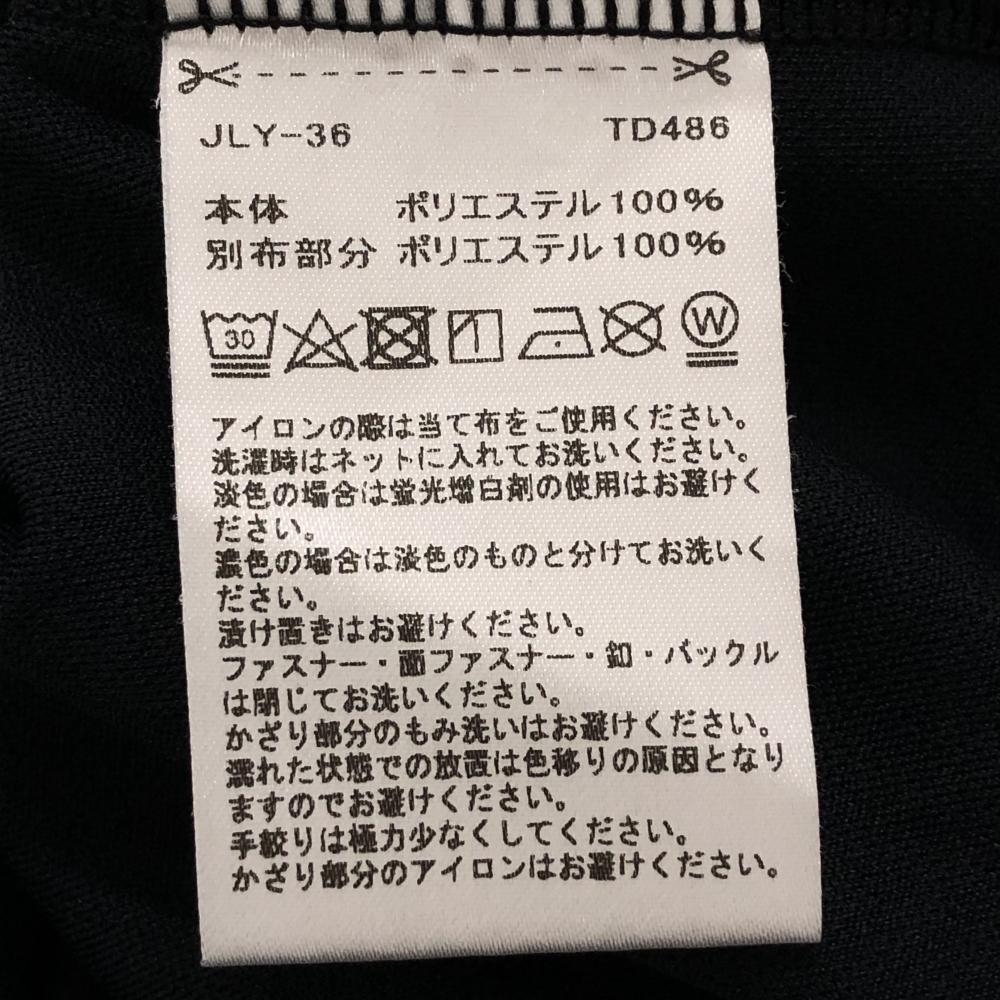 JLY-36 TD486
本体 ポリエステル100%
別布部分 ポリエステル100%
30 W
アイロンの際は当て布をご使用ください。
洗濯時はネットに入れてお洗いください。
淡色の場合は蛍光増白剤の使用はお避けく
ださい。
濃色の場合は淡色のものと分けてお洗いく
ださい。
漬け置きはお避けください。
ファスナー・面ファスナー・釦・バックル
は閉じてお洗いください。
かざり部分のもみ洗いはお避けください。
濡れた状態での放置は色移りの原因となり
ますのでお避けください。
手絞りは極力少なくしてください。
かざり部分のアイロンはお避けください。